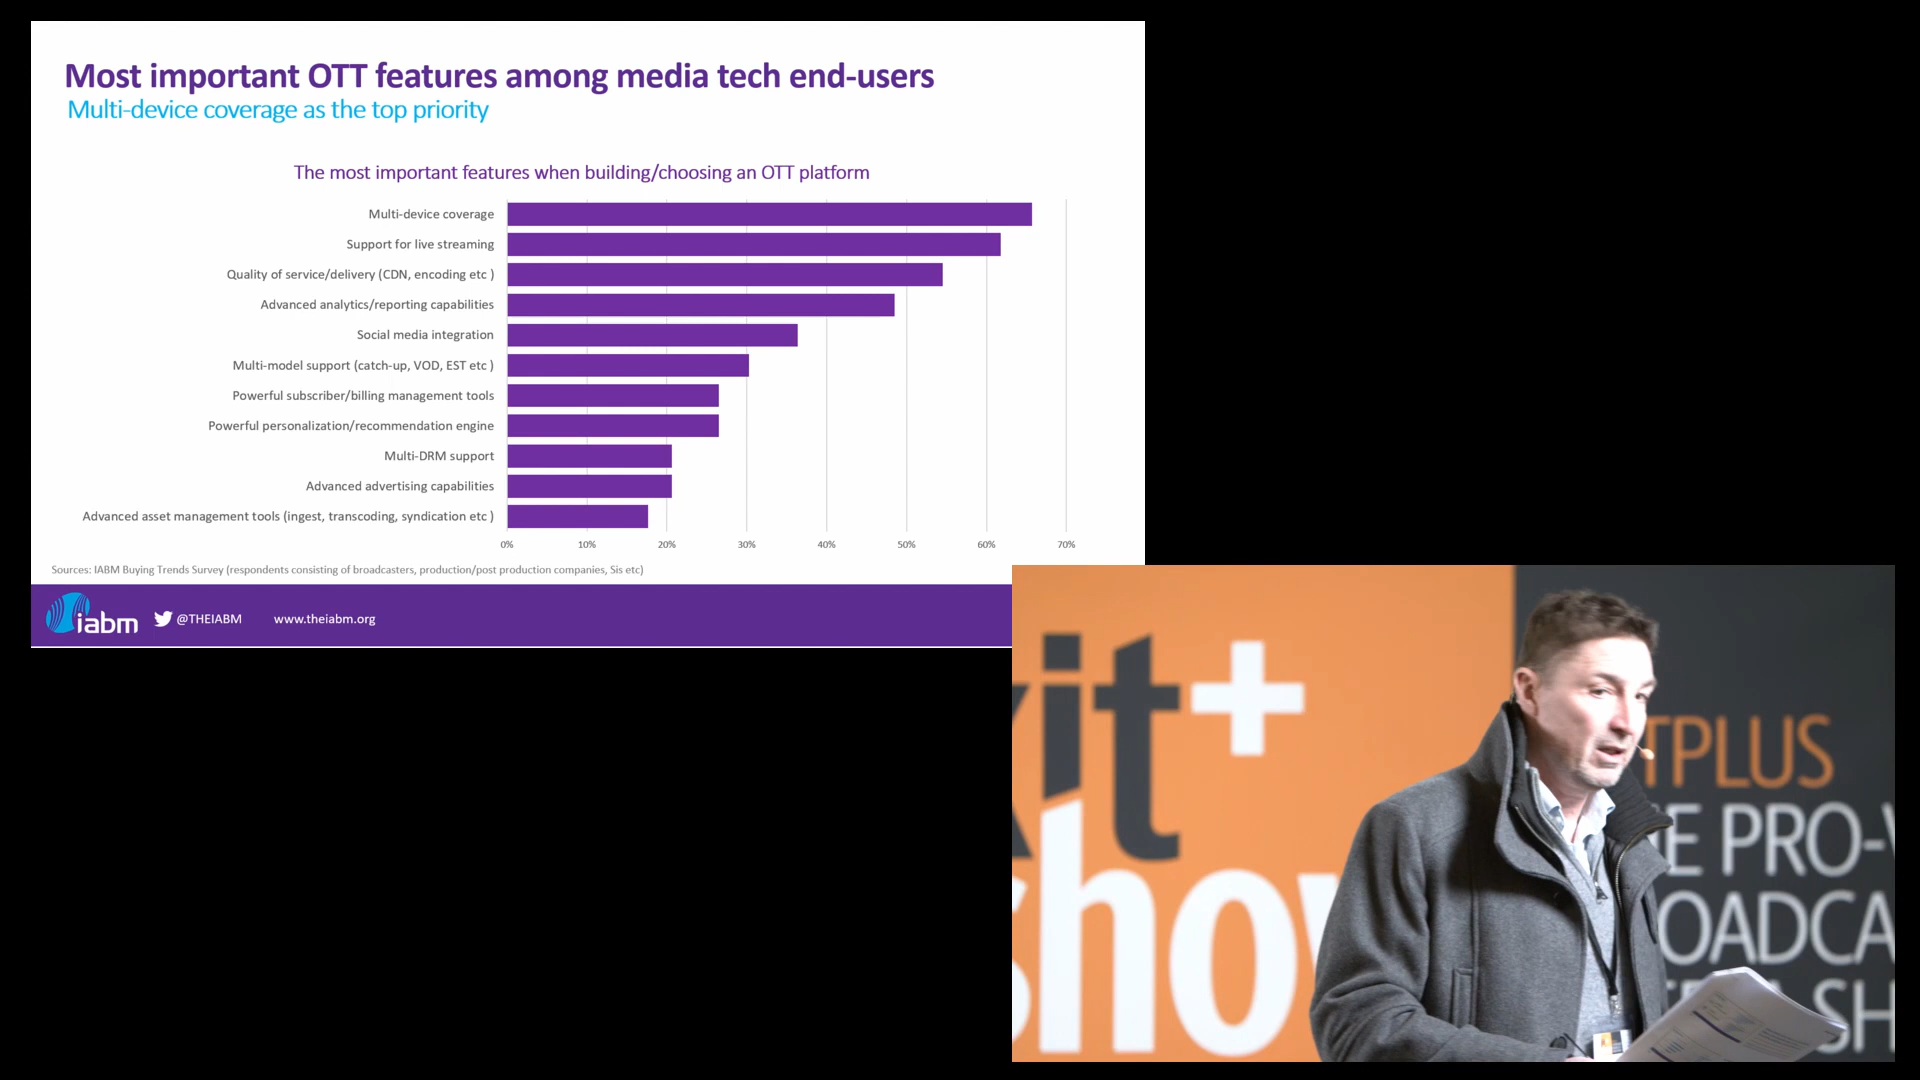 Most important OTT features among media tech end-users
Multi-device coverage as the top priority
The most important features when building/choosing an OTT platform
Multi-device coverage
Support for live streaming
Quality of service/delivery (CDN, encoding etc )
Advanced analytics/reporting capabilities
Social media integration
Multi-model support (catch-up, VOD, EST etc )
Powerful subscriber/billing management tools
Powerful personalization/recommendation engine
Multi-DRM support
Advanced advertising capabilities
Advanced asset management tools (ingest, transcoding, syndication etc )
0% 10% 20% 30% 40% 50% 60% 70%
Sources: IABM Buying Trends Survey (respondents consisting of broadcasters, production/post production companies, Sis etc)
iabm @THEIABM www.theiabm.org
kit+
show
TPLUS
E PRO-V
OADCA
SH